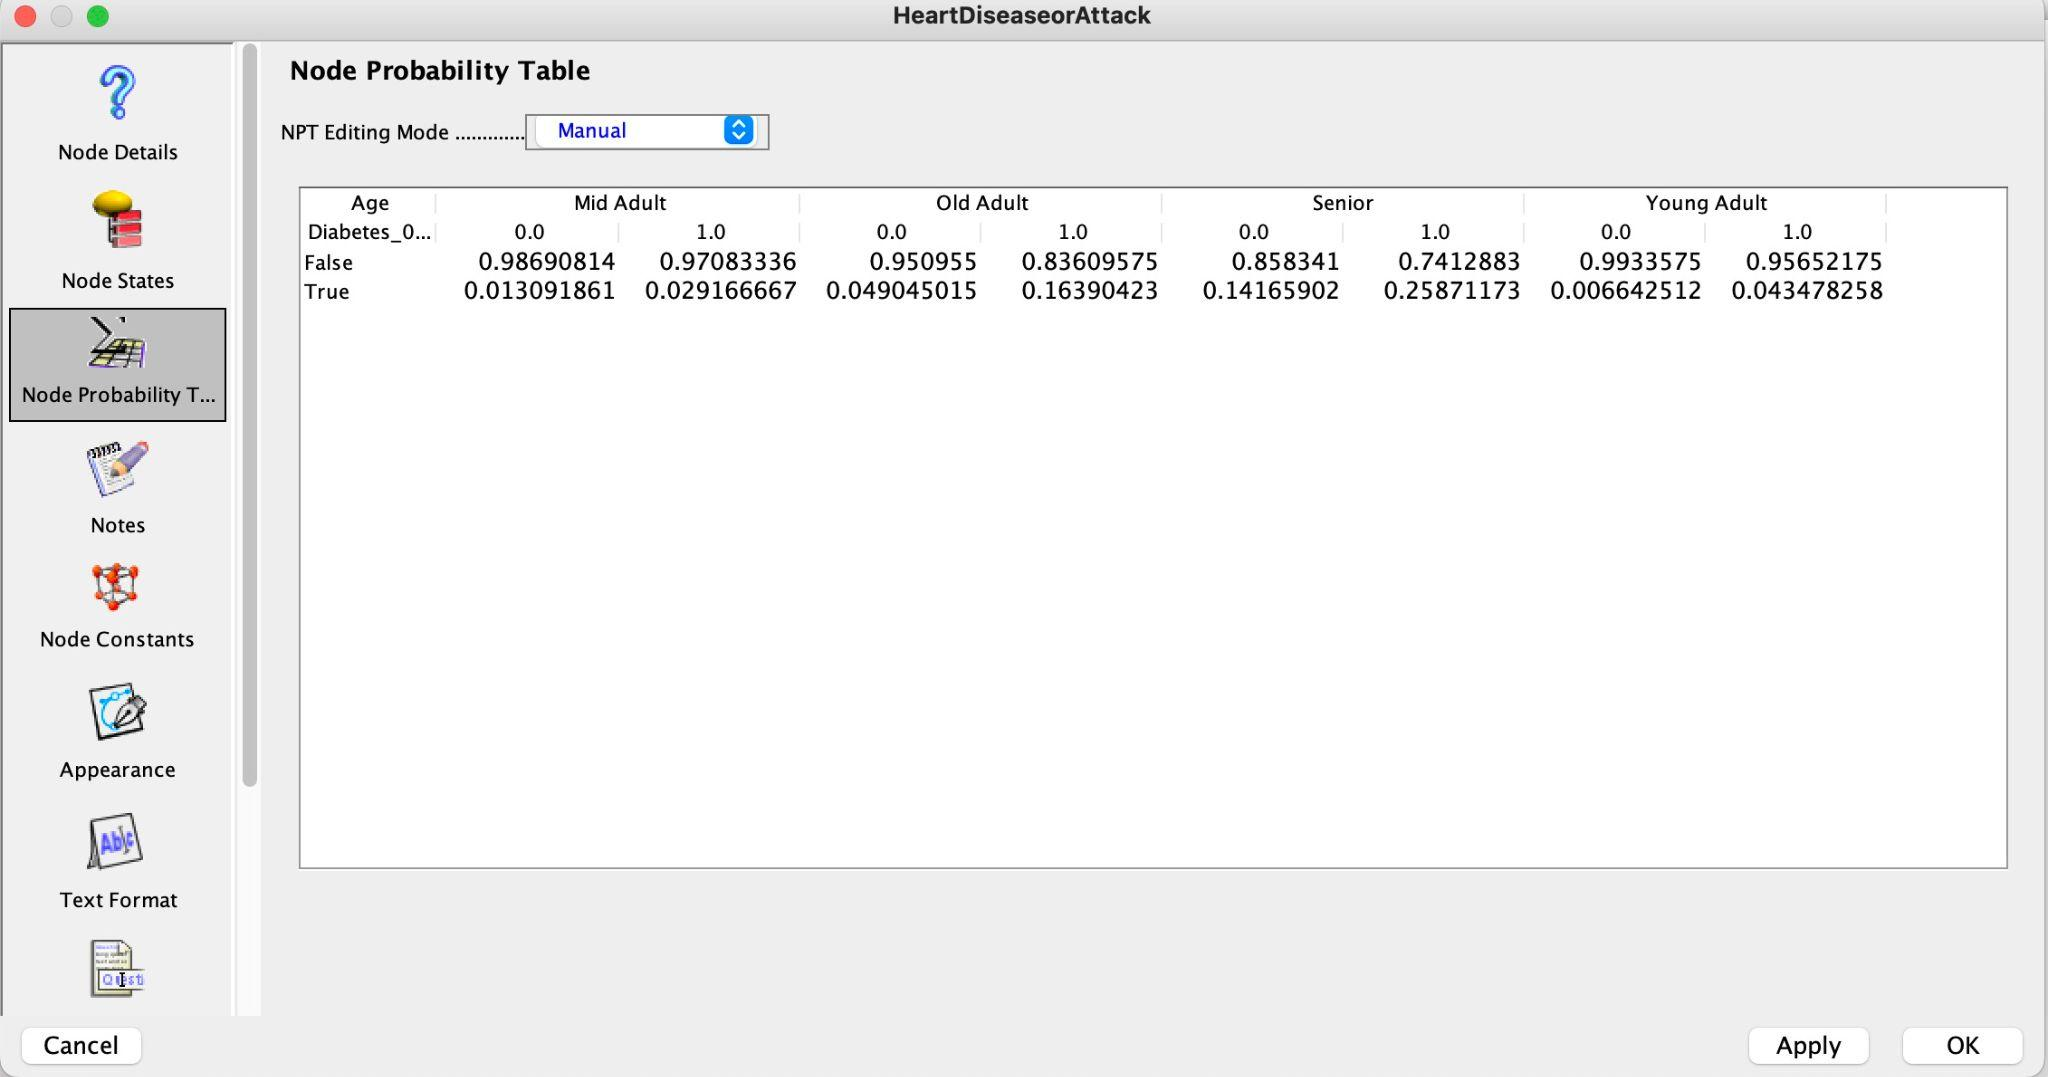 HeartDiseaseorAttack
Node Details
Node States
Node Probability T...
Notes
Node Constants
Appearance
Abc
Text Format
Questi
Node Probability Table
NPT Editing Mode ............. Manual
Age Mid Adult Old Adult Senior Young Adult
Diabetes_0... 0.0 1.0 0.0 1.0 0.0 1.0 0.0 1.0
False 0.98690814 0.97083336 0.950955 0.83609575 0.858341 0.7412883 0.9933575 0.95652175
True 0.013091861 0.029166667 0.049045015 0.16390423 0.14165902 0.25871173 0.006642512 0.043478258
Cancel Apply OK